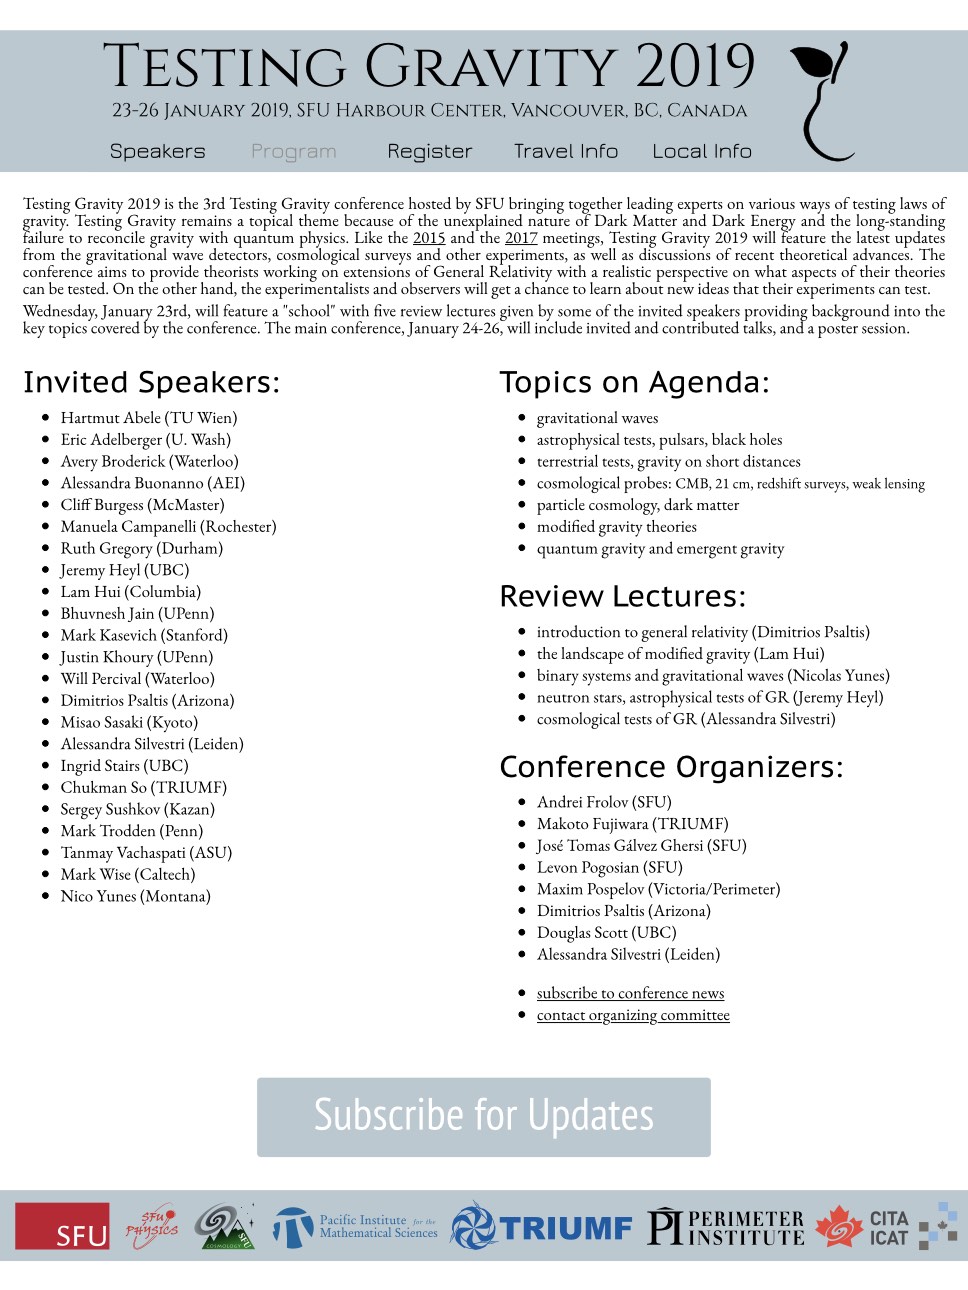 Testing Gravity 2019
23-26 January 2019, SFU Harbour Center, Vancouver, BC, Canada
Speakers Program Register Travel Info Local Info
Testing Gravity 2019 is the 3rd Testing Gravity conference hosted by SFU bringing together leading experts on various ways of testing laws of
gravity. Testing Gravity remains a topical theme because of the unexplained nature of Dark Matter and Dark Energy and the long-standing
failure to reconcile gravity with quantum physics. Like the 2015 and the 2017 meetings, Testing Gravity 2019 will feature the latest updates
from the gravitational wave detectors, cosmological surveys and other experiments, as well as discussions of recent theoretical advances. The
conference aims to provide theorists working on extensions of General Relativity with a realistic perspective on what aspects of their theories
can be tested. On the other hand, the experimentalists and observers will get a chance to learn about new ideas that their experiments can test.
Wednesday, January 23rd, will feature a "school" with five review lectures given by some of the invited speakers providing background into the
key topics covered by the conference. The main conference, January 24-26, will include invited and contributed talks, and a poster session.
Invited Speakers:
Hartmut Abele (TU Wien)
Eric Adelberger (U. Wash)
Avery Broderick (Waterloo)
Alessandra Buonanno (AEI)
Cliff Burgess (McMaster)
Manuela Campanelli (Rochester)
Ruth Gregory (Durham)
Jeremy Heyl (UBC)
Lam Hui (Columbia)
Bhuvnesh Jain (UPenn)
Mark Kasevich (Stanford)
Justin Khoury (UPenn)
Will Percival (Waterloo)
Dimitrios Psaltis (Arizona)
Misao Sasaki (Kyoto)
Alessandra Silvestri (Leiden)
Ingrid Stairs (UBC)
Chukman So (TRIUMF)
Sergey Sushkov (Kazan)
Mark Trodden (Penn)
Tanmay Vachaspati (ASU)
Mark Wise (Caltech)
Nico Yunes (Montana)
Topics on Agenda:
gravitational waves
astrophysical tests, pulsars, black holes
terrestrial tests, gravity on short distances
cosmological probes: CMB, 21 cm, redshift surveys, weak lensing
particle cosmology, dark matter
modified gravity theories
quantum gravity and emergent gravity
Review Lectures:
introduction to general relativity (Dimitrios Psaltis)
the landscape of modified gravity (Lam Hui)
binary systems and gravitational waves (Nicolas Yunes)
neutron stars, astrophysical tests of GR (Jeremy Heyl)
cosmological tests of GR (Alessandra Silvestri)
Conference Organizers:
Andrei Frolov (SFU)
Makoto Fujiwara (TRIUMF)
José Tomas Gálvez Ghersi (SFU)
Levon Pogosian (SFU)
Maxim Pospelov (Victoria/Perimeter)
Dimitrios Psaltis (Arizona)
Douglas Scott (UBC)
Alessandra Silvestri (Leiden)
subscribe to conference news
contact organizing committee
Subscribe for Updates
SFU
SFU PHYSICS
COSMOLOGY SFU
Pacific Institute for the
Mathematical Sciences
TRIUMF
PI PERIMETER
INSTITUTE
CITA
ICAT